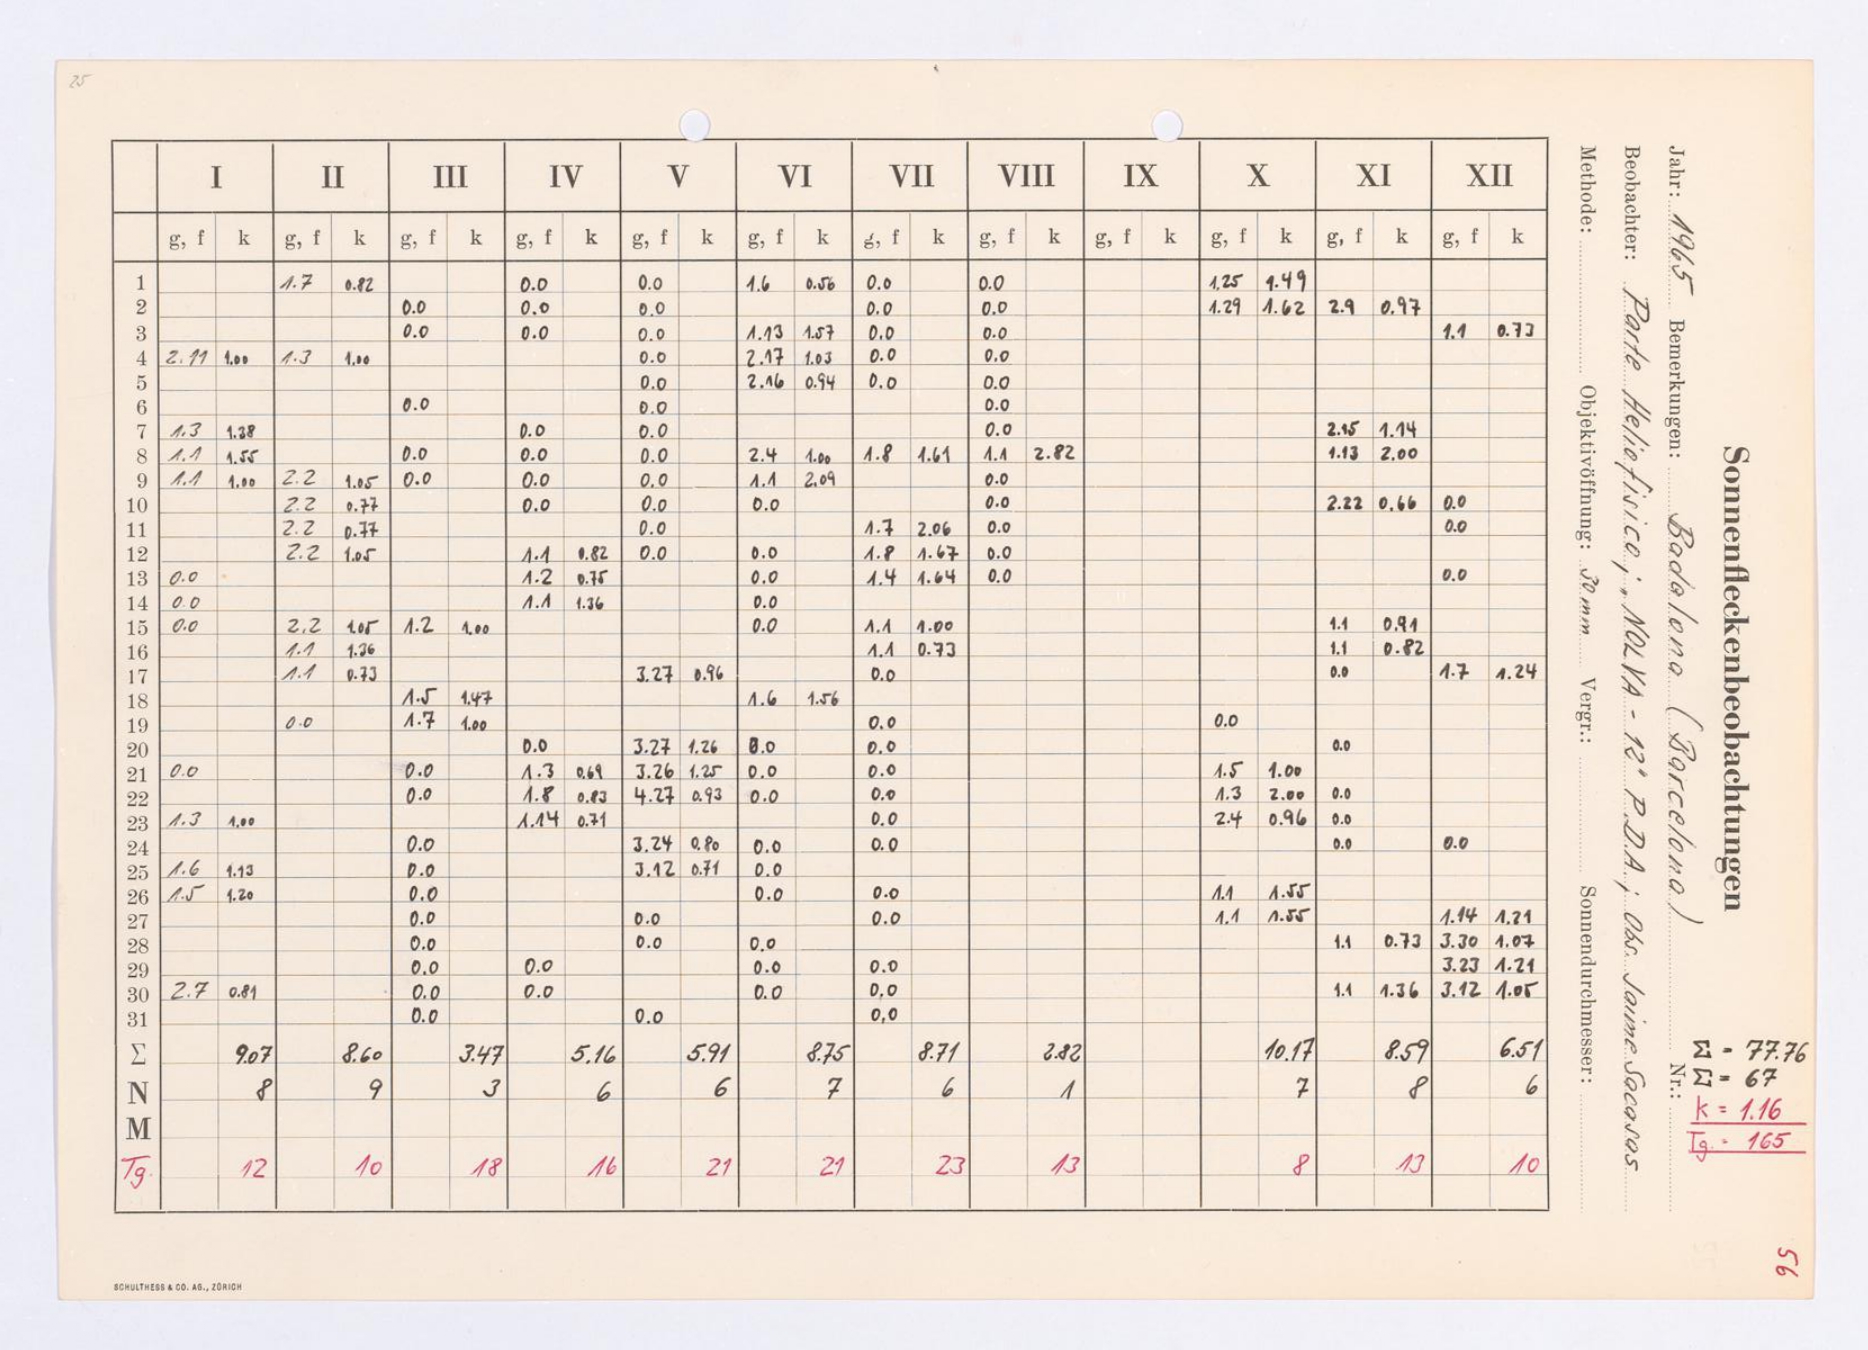 25
I II III IV V VI VII VIII IX X XI XII
g, f k g, f k g, f k g, f k g, f k g, f k g, f k g, f k g, f k g, f k g, f k g, f k
1 1.7 0.82 0.0 0.0 1.6 0.56 0.0 0.0 1.25 1.49
2 0.0 0.0 0.0 0.0 0.0 1.29 1.62 2.9 0.97
3 0.0 0.0 0.0 1.13 1.57 0.0 0.0 1.1 0.73
4 2.11 1.00 1.3 1.00 0.0 2.17 1.03 0.0 0.0
5 0.0 2.16 0.94 0.0 0.0
6 0.0 0.0 0.0
7 1.3 1.38 0.0 0.0 0.0 2.15 1.14
8 1.1 1.55 0.0 0.0 0.0 2.4 1.00 1.8 1.61 1.1 2.82 1.13 2.00
9 1.1 1.00 2.2 1.05 0.0 0.0 0.0 1.1 2.09 0.0
10 2.2 0.77 0.0 0.0 0.0 0.0 2.22 0.66 0.0
11 2.2 0.77 0.0 1.7 2.06 0.0 0.0
12 2.2 1.05 1.1 0.82 0.0 0.0 1.8 1.67 0.0
13 0.0 1.2 0.75 0.0 1.4 1.64 0.0 0.0
14 0.0 1.1 1.36 0.0
15 0.0 2.2 1.05 1.2 1.00 0.0 1.1 1.00 1.1 0.91
16 1.1 1.36 1.1 0.73 1.1 0.82
17 1.1 0.73 3.27 0.96 0.0 0.0 1.7 1.24
18 1.5 1.47 1.6 1.56
19 0.0 1.7 1.00 0.0 0.0
20 0.0 3.27 1.26 0.0 0.0 0.0
21 0.0 0.0 1.3 0.69 3.26 1.25 0.0 0.0 1.5 1.00
22 0.0 1.8 0.83 4.27 0.93 0.0 0.0 1.3 2.00 0.0
23 1.3 1.00 1.14 0.71 0.0 2.4 0.96 0.0
24 0.0 3.24 0.80 0.0 0.0 0.0 0.0
25 1.6 1.13 0.0 3.12 0.71 0.0
26 1.5 1.20 0.0 0.0 0.0 1.1 1.55
27 0.0 0.0 0.0 1.1 1.55 1.14 1.21
28 0.0 0.0 0.0 1.1 0.73 3.30 1.07
29 0.0 0.0 0.0 0.0 3.23 1.21
30 2.7 0.81 0.0 0.0 0.0 0.0 1.1 1.36 3.12 1.05
31 0.0 0.0 0.0
Σ 9.07 8.60 3.47 5.16 5.91 8.75 8.71 2.82 10.17 8.59 6.51
N 8 9 3 6 6 7 6 1 7 8 6
M
Tg. 12 10 18 16 21 21 23 13 8 13 10
SCHULTHESS & CO. AG., ZÜRICH
Sonnenfleckenbeobachtungen
Jahr: 1965 Bemerkungen: Badalona (Barcelona) Nr.:
Beobachter: Parte Heliofisico; "NOLVA - 12° P.D.A; Obs. Jaime Sacasas.
Methode: Objektivöffnung: 30 mm Vergr.: Sonnendurchmesser:
Σ = 77.76
Σ = 67
k = 1.16
Tg. = 165
56